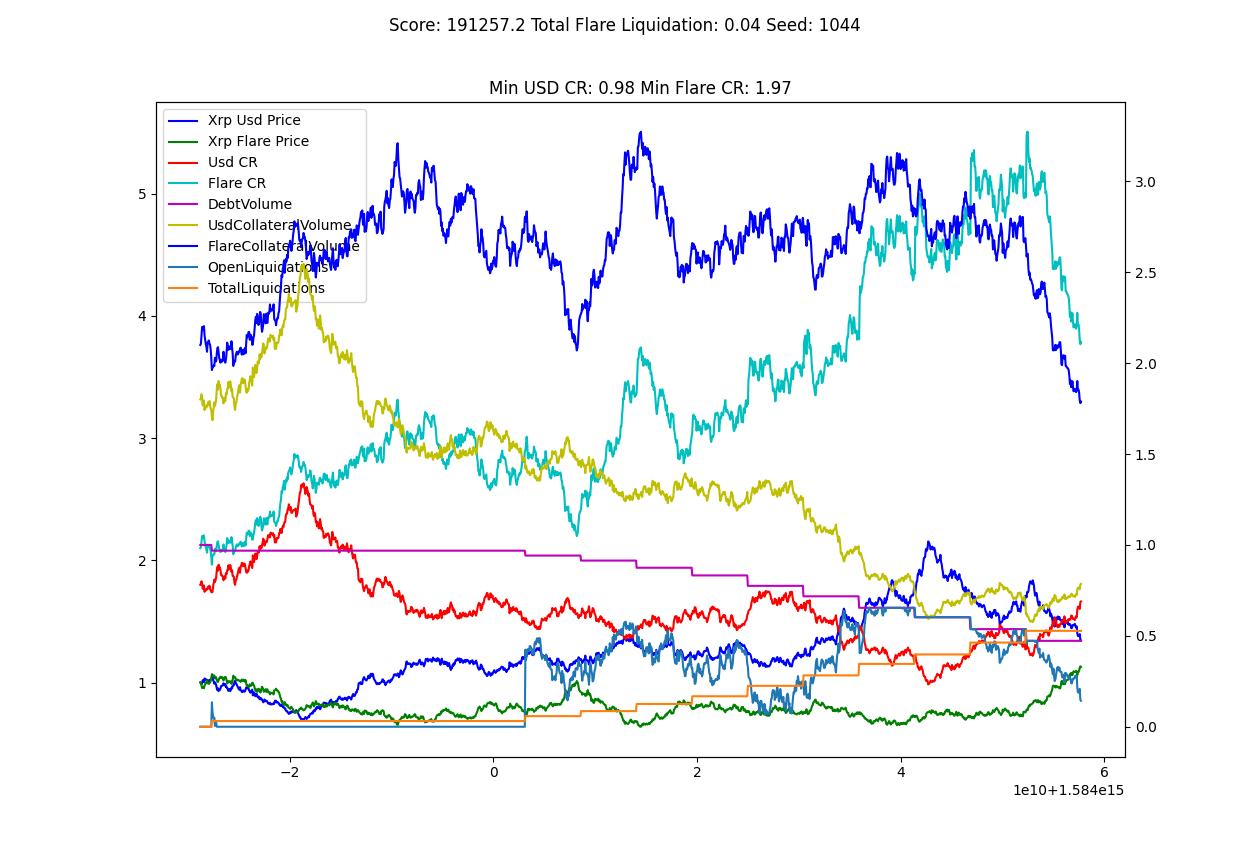 Score: 191257.2 Total Flare Liquidation: 0.04 Seed: 1044
Min USD CR: 0.98 Min Flare CR: 1.97
Xrp Usd Price
Xrp Flare Price
Usd CR
Flare CR
DebtVolume
UsdCollateralVolume
FlareCollateralVolume
OpenLiquidations
TotalLiquidations
5
4
3
2
1
3.0
2.5
2.0
1.5
1.0
0.5
0.0
−2
0
2
4
6
1e10+1.584e15